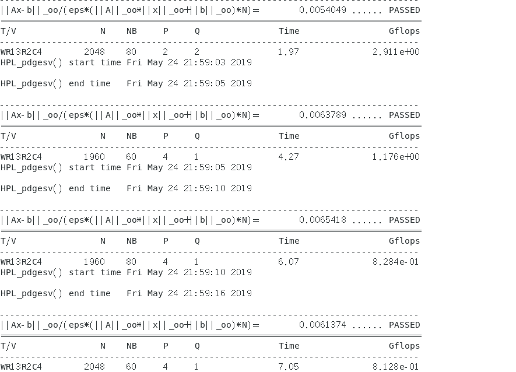 ||Ax-b||_oo/(eps*(||A||_oo*||x||_oo+||b||_oo)*N)= 0.0054049 ...... PASSED
T/V N NB P Q Time Gflops
WR13R2C4 2048 80 2 2 1.97 2.911e+00
HPL_pdgesv() start time Fri May 24 21:59:03 2019
HPL_pdgesv() end time Fri May 24 21:59:05 2019
||Ax-b||_oo/(eps*(||A||_oo*||x||_oo+||b||_oo)*N)= 0.0063789 ...... PASSED
T/V N NB P Q Time Gflops
WR13R2C4 1960 60 4 1 4.27 1.176e+00
HPL_pdgesv() start time Fri May 24 21:59:05 2019
HPL_pdgesv() end time Fri May 24 21:59:10 2019
||Ax-b||_oo/(eps*(||A||_oo*||x||_oo+||b||_oo)*N)= 0.0065418 ...... PASSED
T/V N NB P Q Time Gflops
WR13R2C4 1960 80 4 1 6.07 8.284e-01
HPL_pdgesv() start time Fri May 24 21:59:10 2019
HPL_pdgesv() end time Fri May 24 21:59:16 2019
||Ax-b||_oo/(eps*(||A||_oo*||x||_oo+||b||_oo)*N)= 0.0061374 ...... PASSED
T/V N NB P Q Time Gflops
WR13R2C4 2048 60 4 1 7.05 8.128e-01